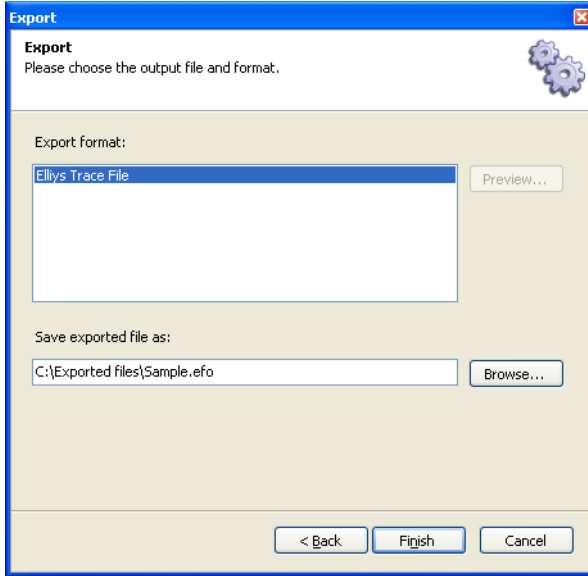 Export
Export
Please choose the output file and format.
Export format:
Elliys Trace File
Preview...
Save exported file as:
C:\Exported files\Sample.efo
Browse...
< Back
Finish
Cancel